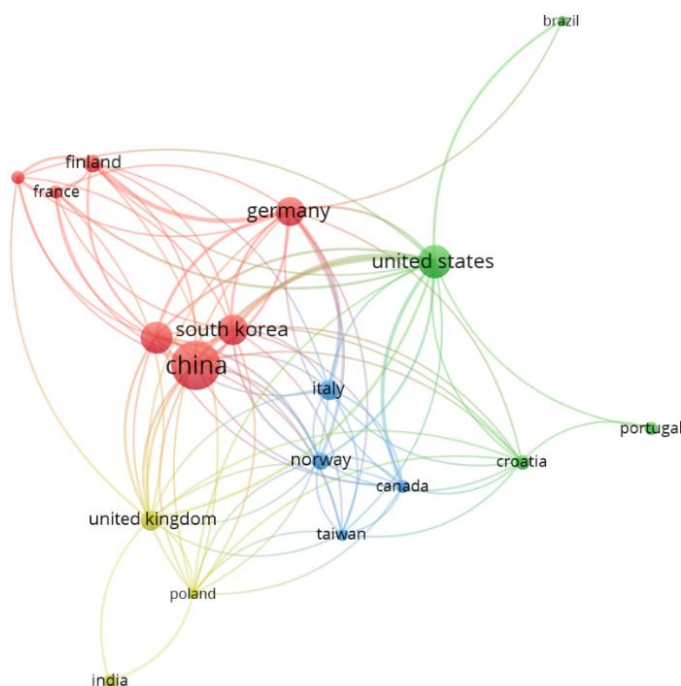 brazil
finland
france
germany
united states
south korea
china
italy
portugal
norway
croatia
canada
united kingdom
taiwan
poland
india